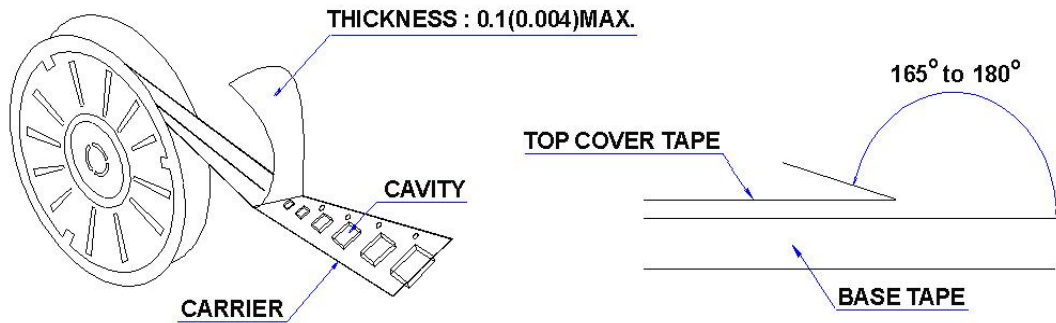 THICKNESS : 0.1(0.004)MAX.
CAVITY
CARRIER
165° to 180°
TOP COVER TAPE
BASE TAPE